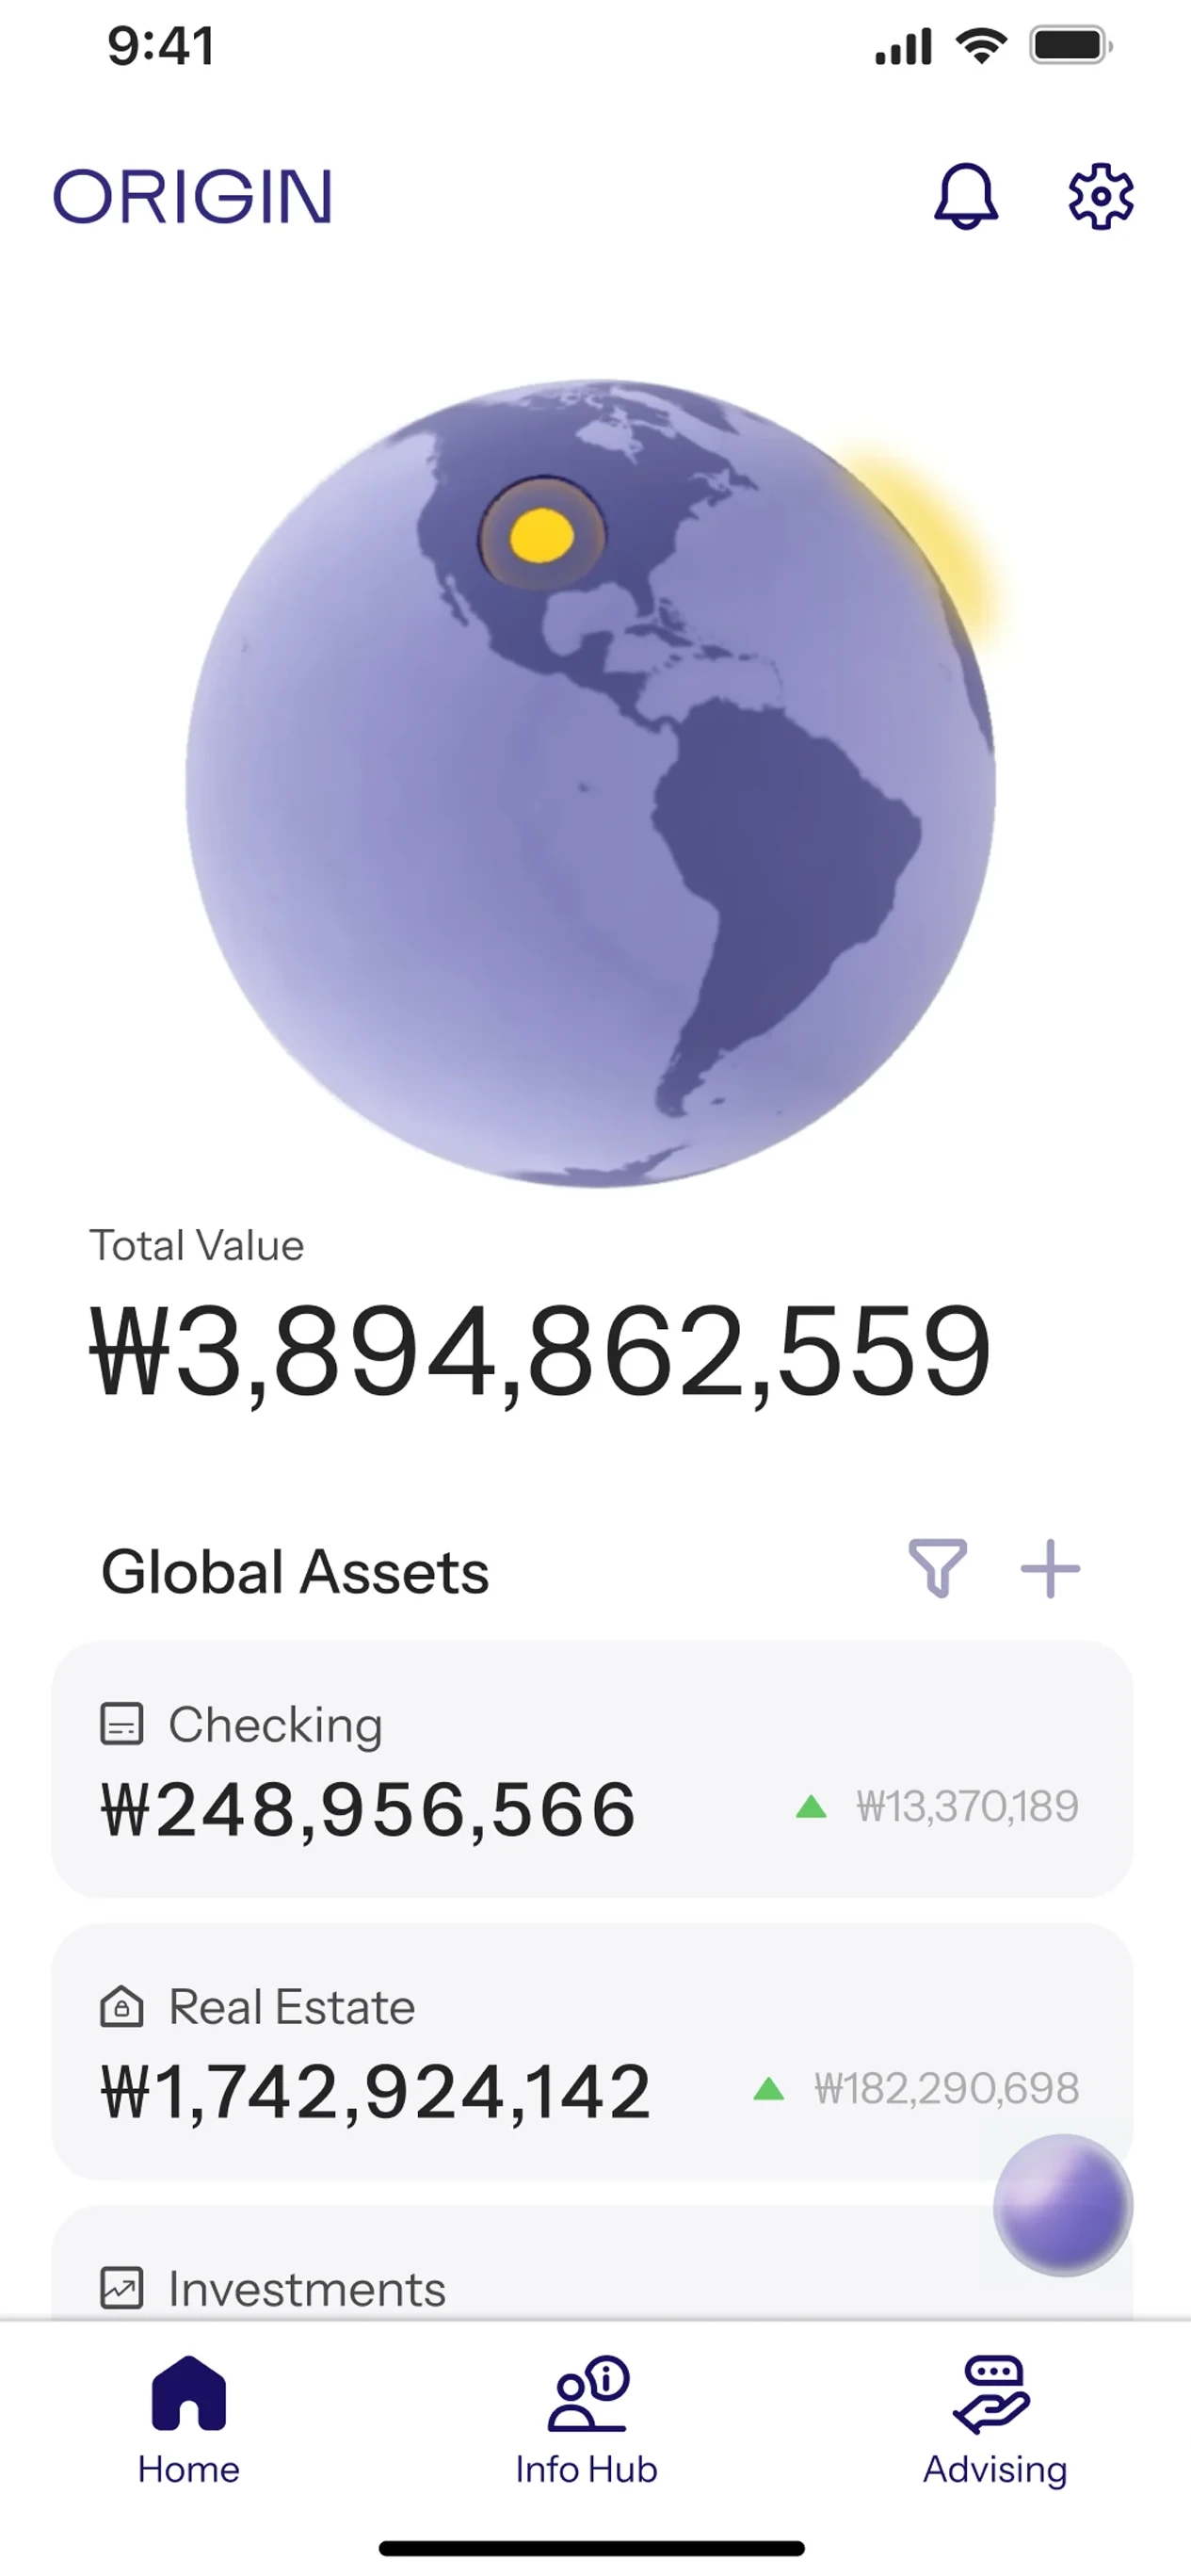 9:41
ORIGIN
Total Value
₩3,894,862,559
Global Assets
Checking
₩248,956,566 ₩13,370,189
Real Estate
₩1,742,924,142 ₩182,290,698
Investments
Home Info Hub Advising